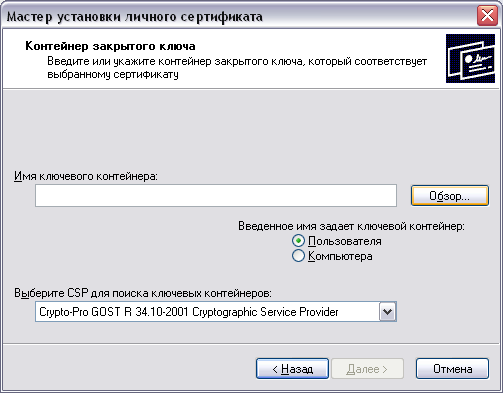 Мастер установки личного сертификата
Контейнер закрытого ключа
Введите или укажите контейнер закрытого ключа, который соответствует
выбранному сертификату
Имя ключевого контейнера:
Обзор...
Введенное имя задает ключевой контейнер:
Пользователя
Компьютера
Выберите CSP для поиска ключевых контейнеров:
Crypto-Pro GOST R 34.10-2001 Cryptographic Service Provider
< Назад
Далее >
Отмена